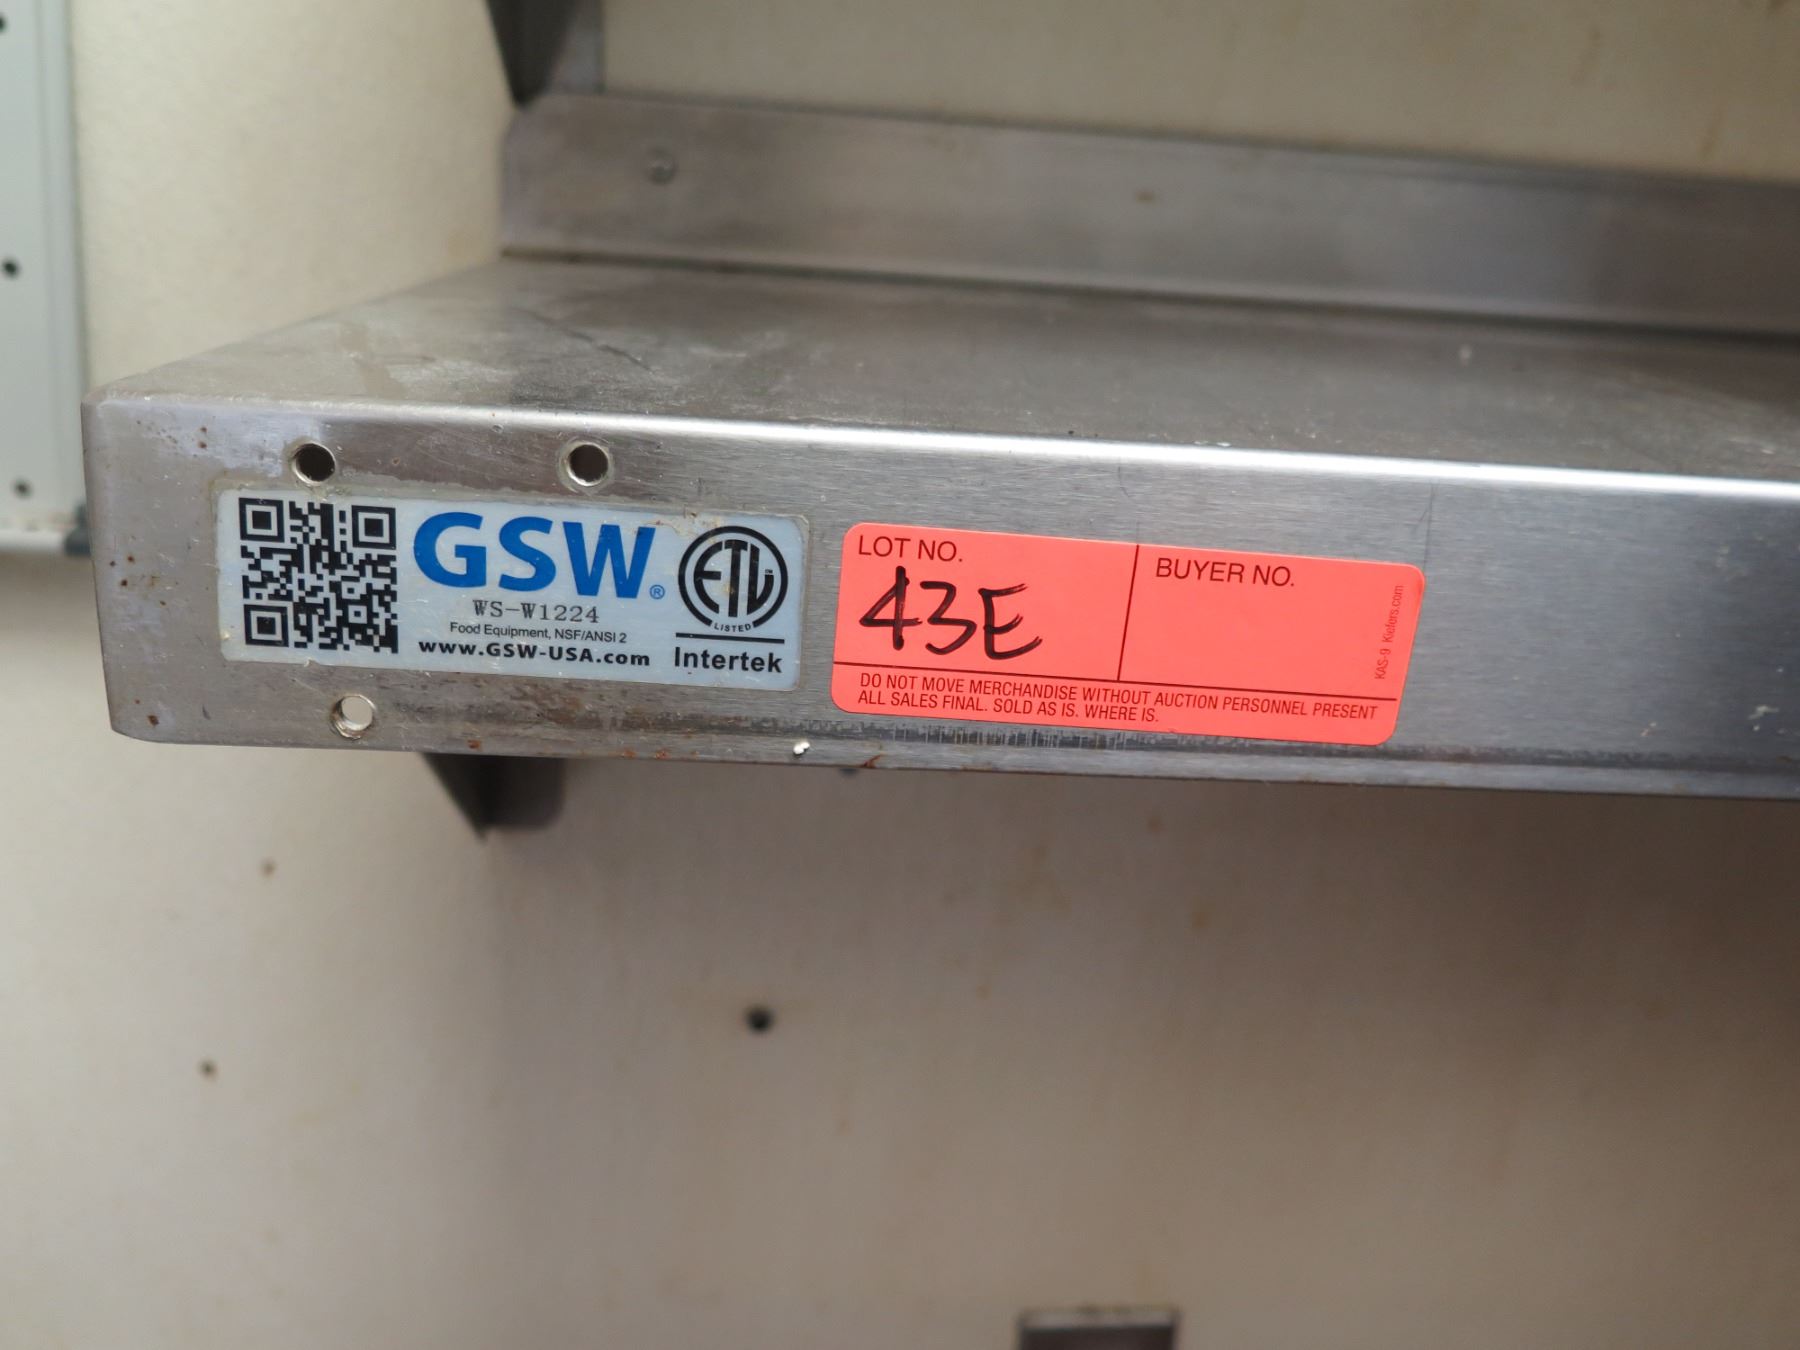 GSW®
WS-W1224
Food Equipment, NSF/ANSI 2
www.GSW-USA.com
ETL
LISTED
Intertek
LOT NO.
43E
BUYER NO.
KAS-9 Kiefers.com
DO NOT MOVE MERCHANDISE WITHOUT AUCTION PERSONNEL PRESENT
ALL SALES FINAL. SOLD AS IS. WHERE IS.